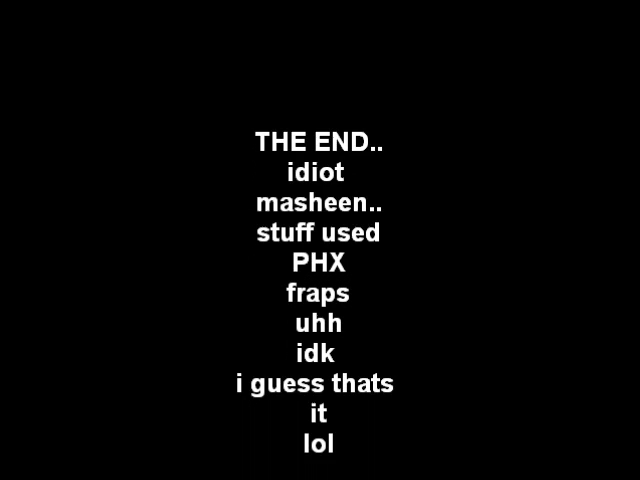 THE END..
idiot
masheen..
stuff used
PHX
fraps
uhh
idk
i guess thats
it
lol